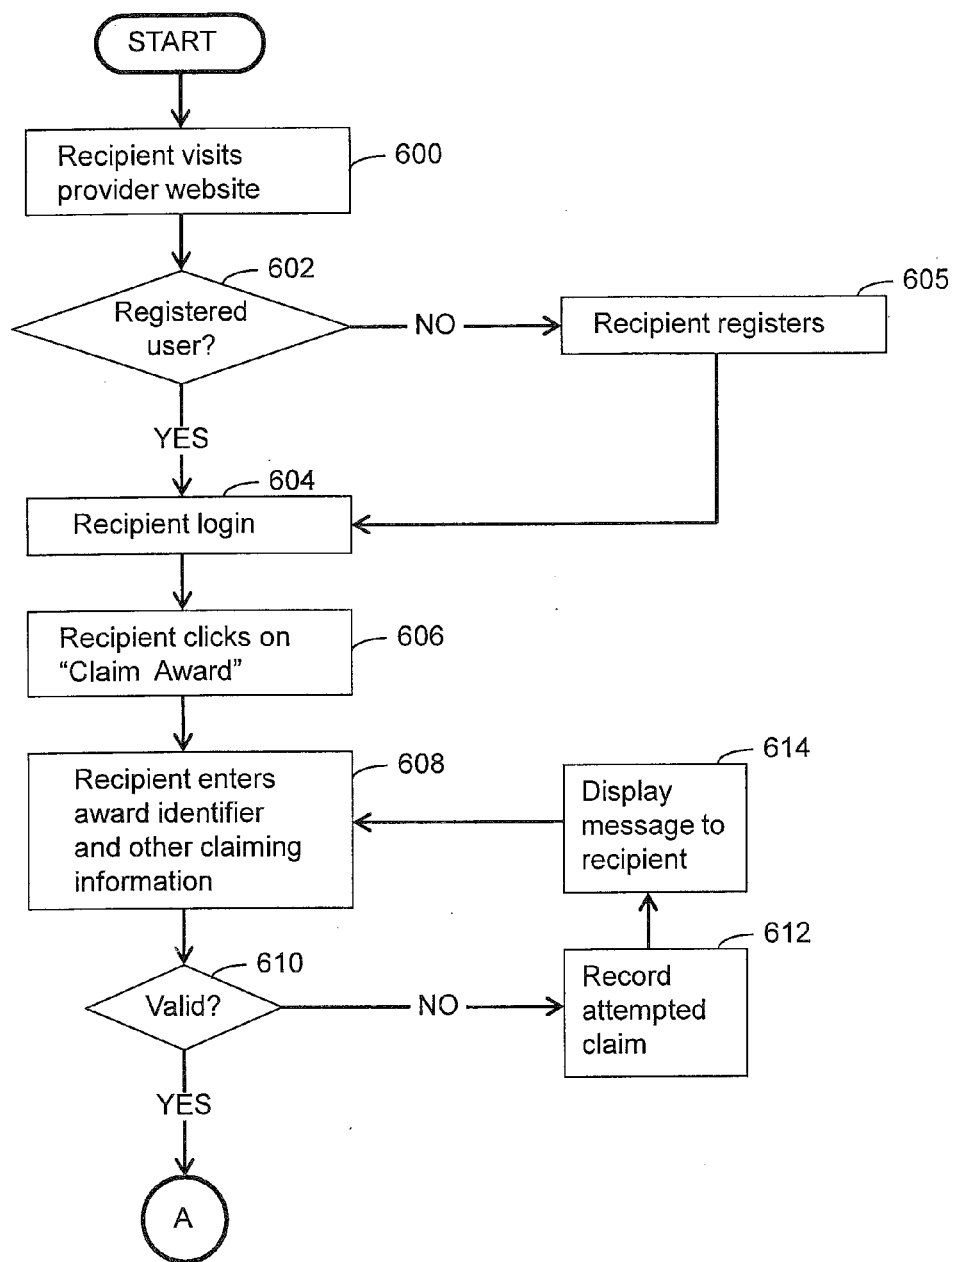 START
Recipient visits
provider website
600
602
Registered
user?
NO
605
Recipient registers
YES
604
Recipient login
Recipient clicks on
“Claim Award”
606
Recipient enters
award identifier
and other claiming
information
608
614
Display
message to
recipient
610
Valid?
NO
612
Record
attempted
claim
YES
A